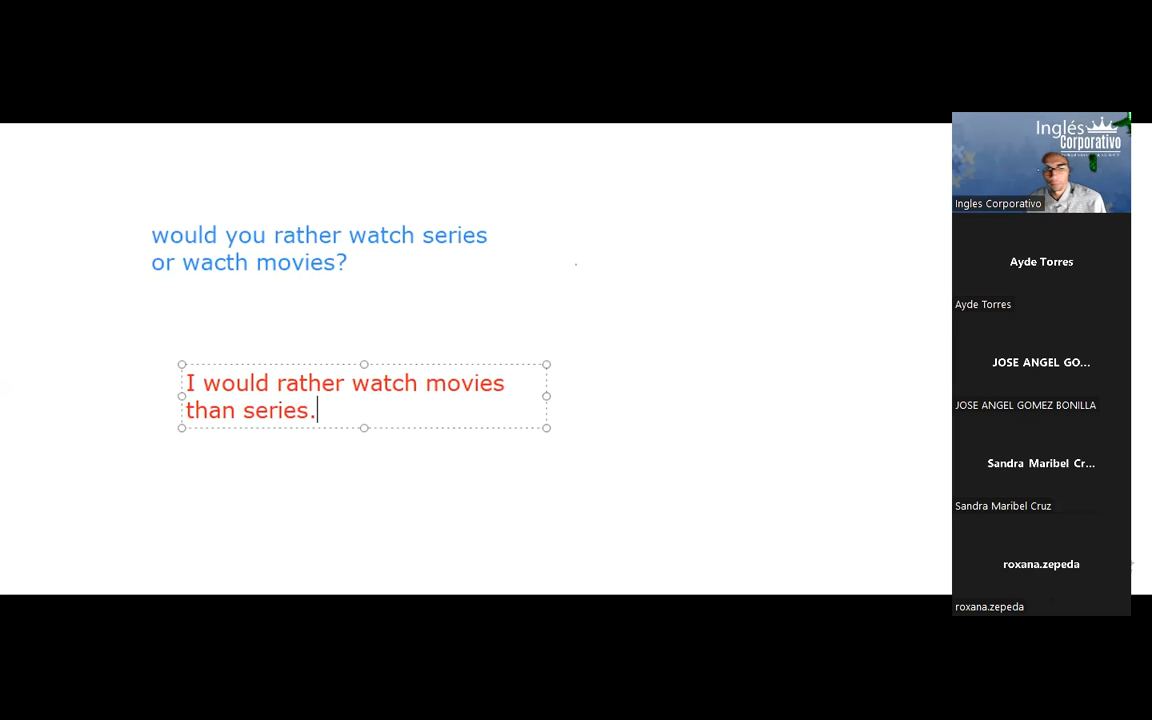 would you rather watch series
or wacth movies?
I would rather watch movies
than series.
Inglés
Corporativo
Ingles Corporativo
Ayde Torres
Ayde Torres
JOSE ANGEL GO...
JOSE ANGEL GOMEZ BONILLA
Sandra Maribel Cr...
Sandra Maribel Cruz
roxana.zepeda
roxana.zepeda